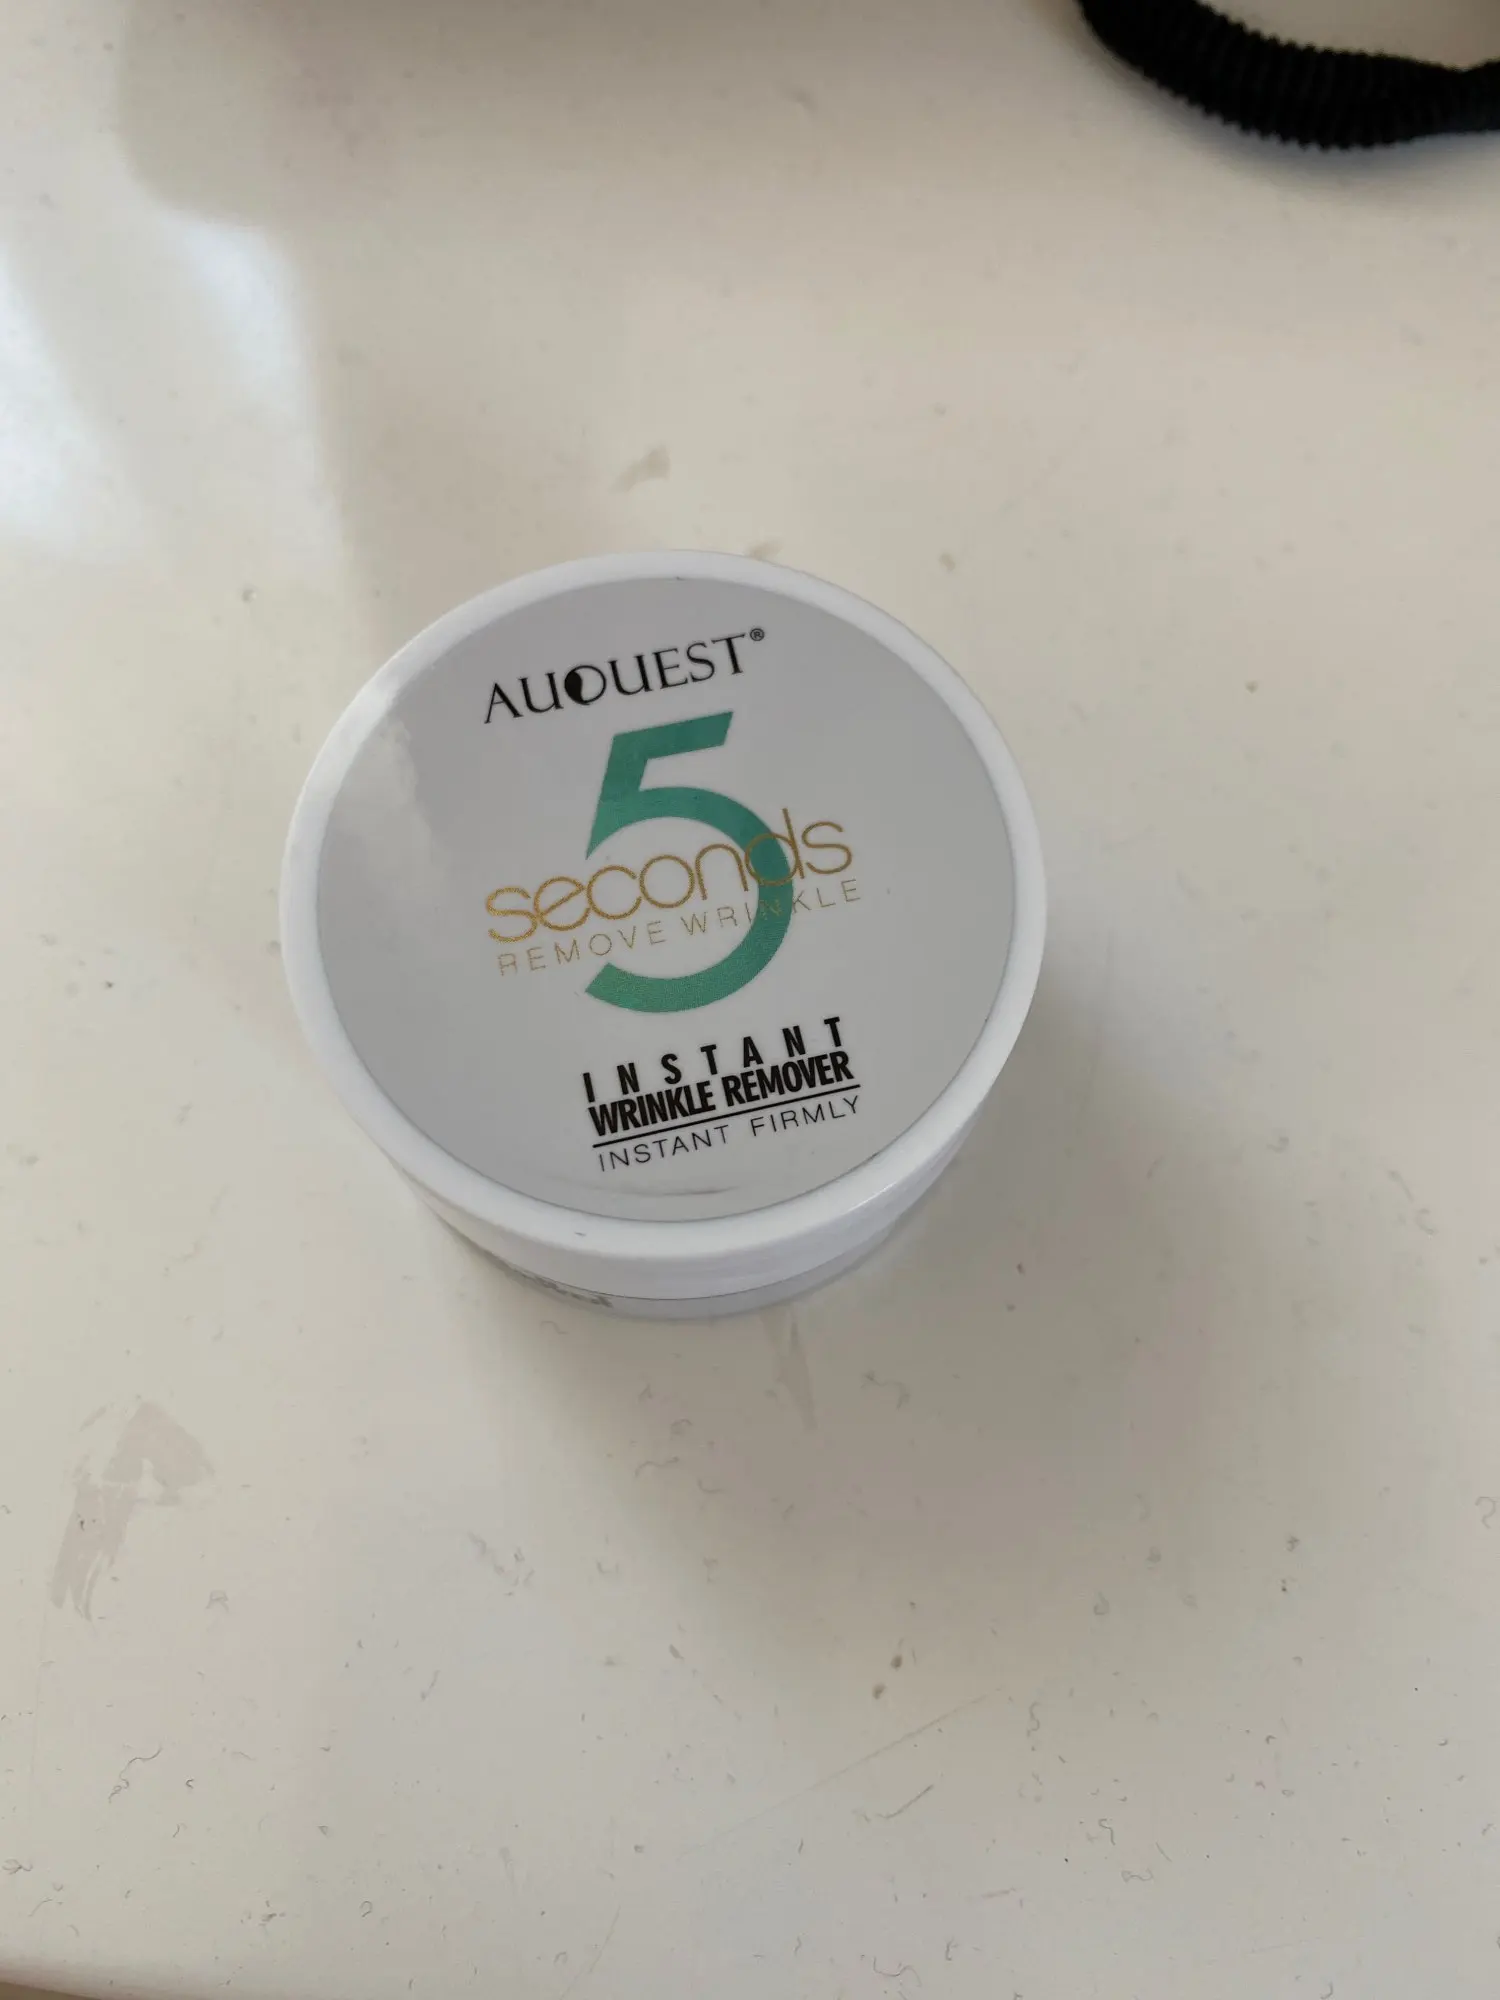 AUQUEST®
5
seconds
REMOVE WRINKLE
INSTANT
WRINKLE REMOVER
INSTANT FIRMLY